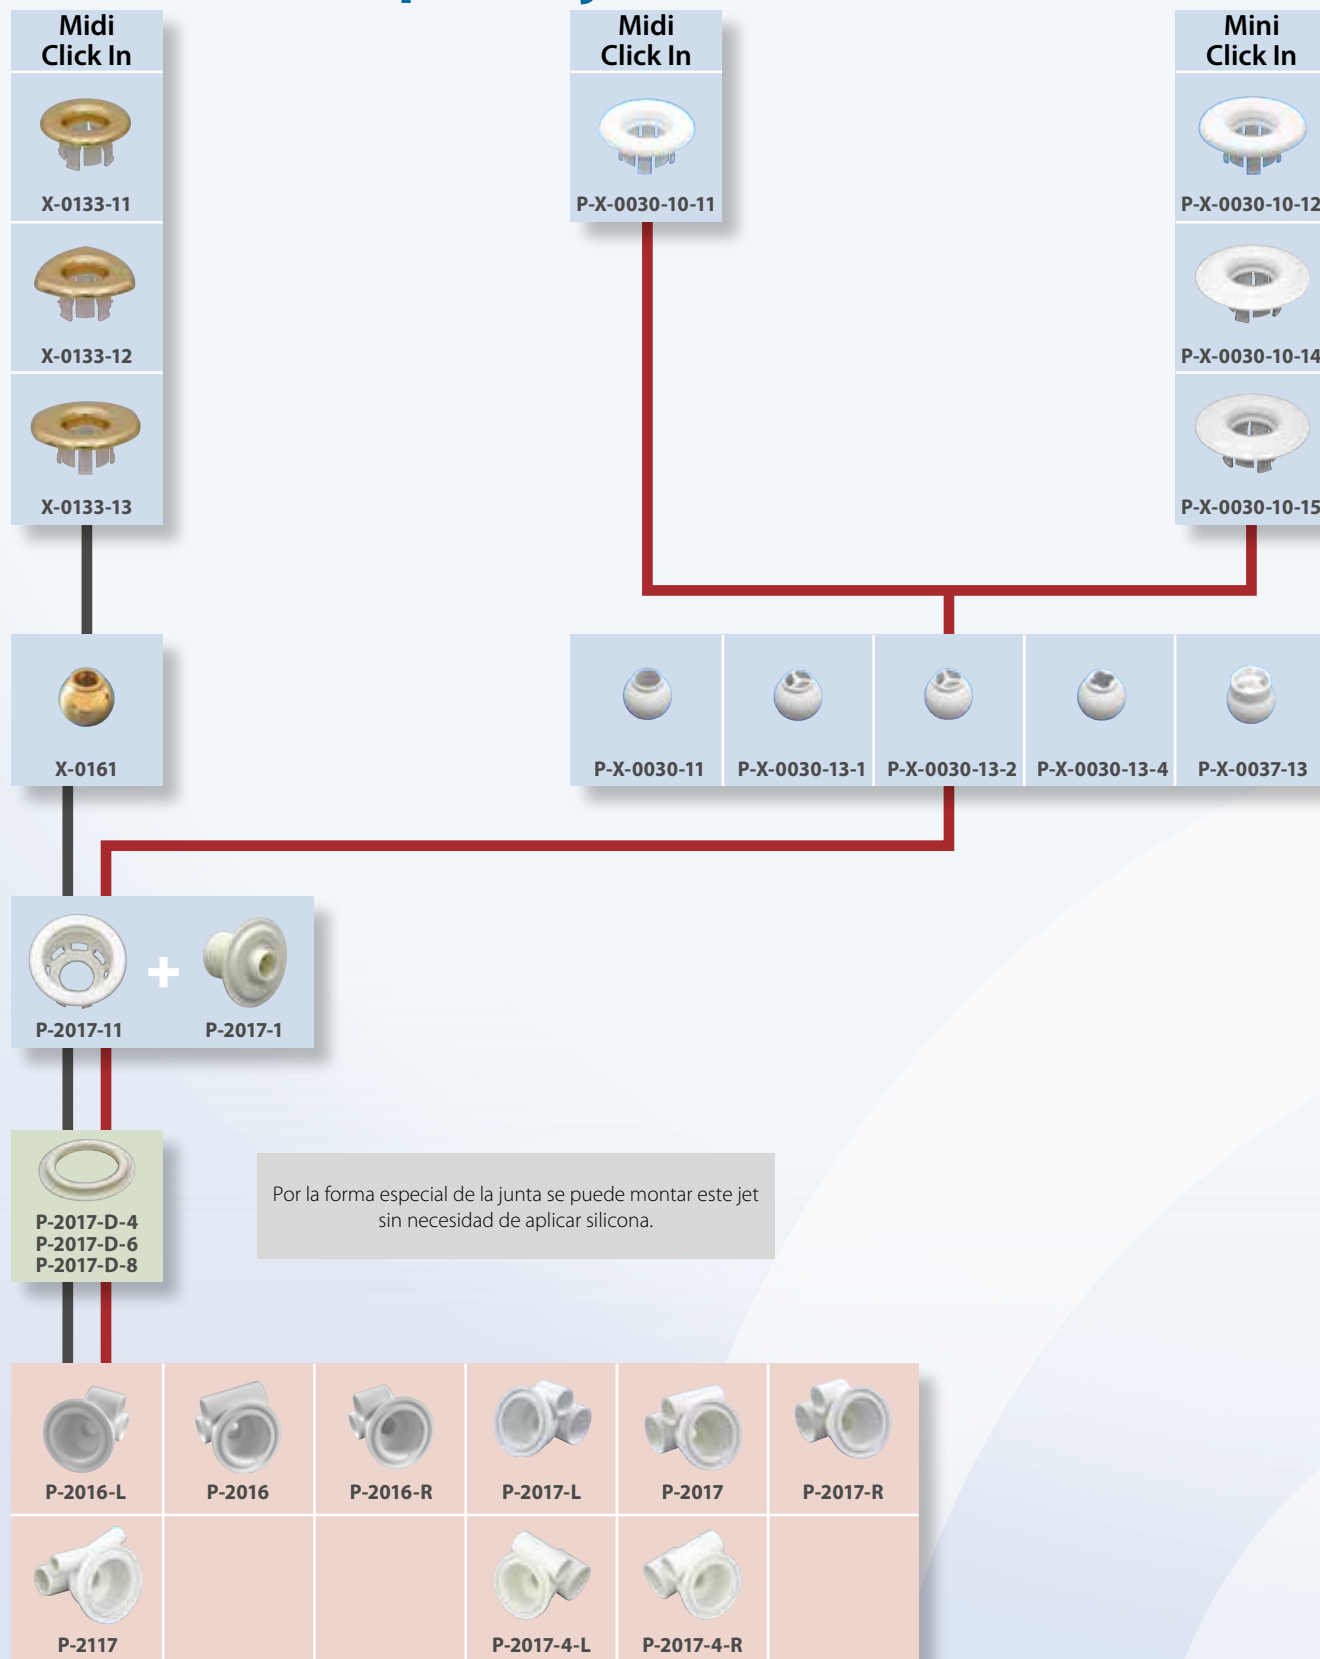 Midi
Click In
Midi
Click In
Mini
Click In
X-0133-11
P-X-0030-10-11
P-X-0030-10-12
X-0133-12
P-X-0030-10-14
X-0133-13
P-X-0030-10-15
X-0161
P-X-0030-11
P-X-0030-13-1
P-X-0030-13-2
P-X-0030-13-4
P-X-0037-13
P-2017-11
+
P-2017-1
P-2017-D-4
P-2017-D-6
P-2017-D-8
Por la forma especial de la junta se puede montar este jet
sin necesidad de aplicar silicona.
P-2016-L
P-2016
P-2016-R
P-2017-L
P-2017
P-2017-R
P-2117
P-2017-4-L
P-2017-4-R